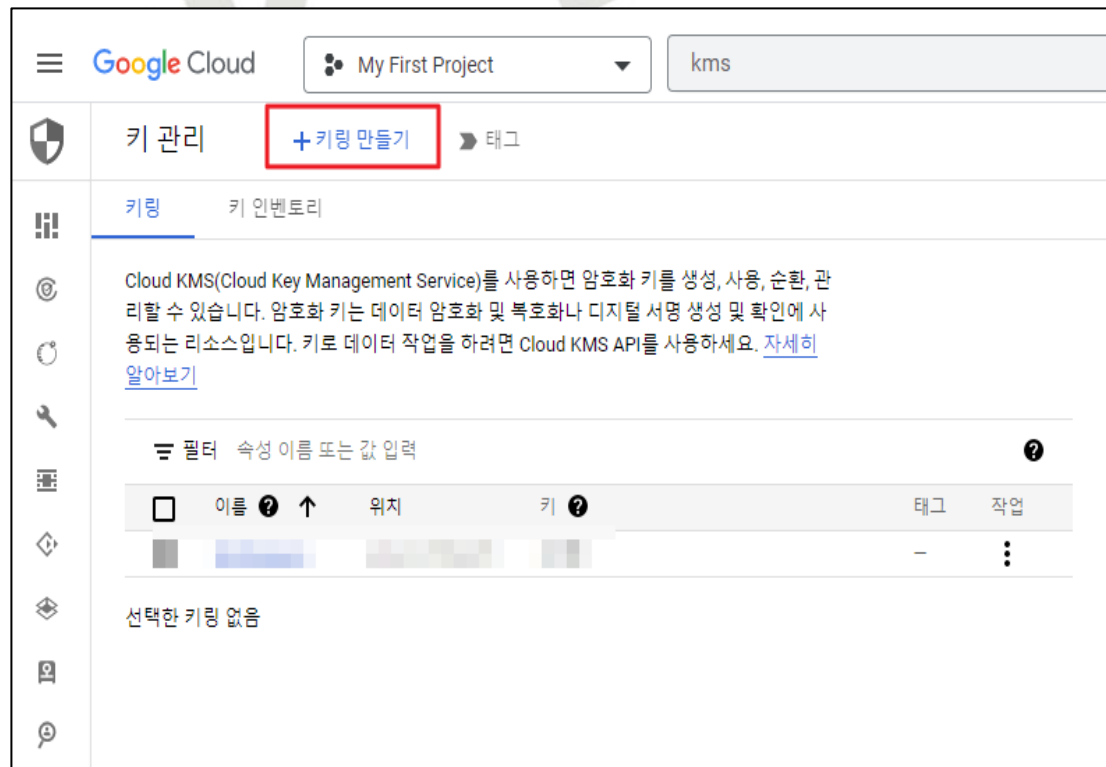 Google Cloud
My First Project
kms
키 관리
+ 키링 만들기
태그
키링
키 인벤토리
Cloud KMS(Cloud Key Management Service)를 사용하면 암호화 키를 생성, 사용, 순환, 관
리할 수 있습니다. 암호화 키는 데이터 암호화 및 복호화나 디지털 서명 생성 및 확인에 사
용되는 리소스입니다. 키로 데이터 작업을 하려면 Cloud KMS API를 사용하세요. 자세히
알아보기
필터 속성 이름 또는 값 입력
이름 위치 키 태그 작업
–
선택한 키링 없음